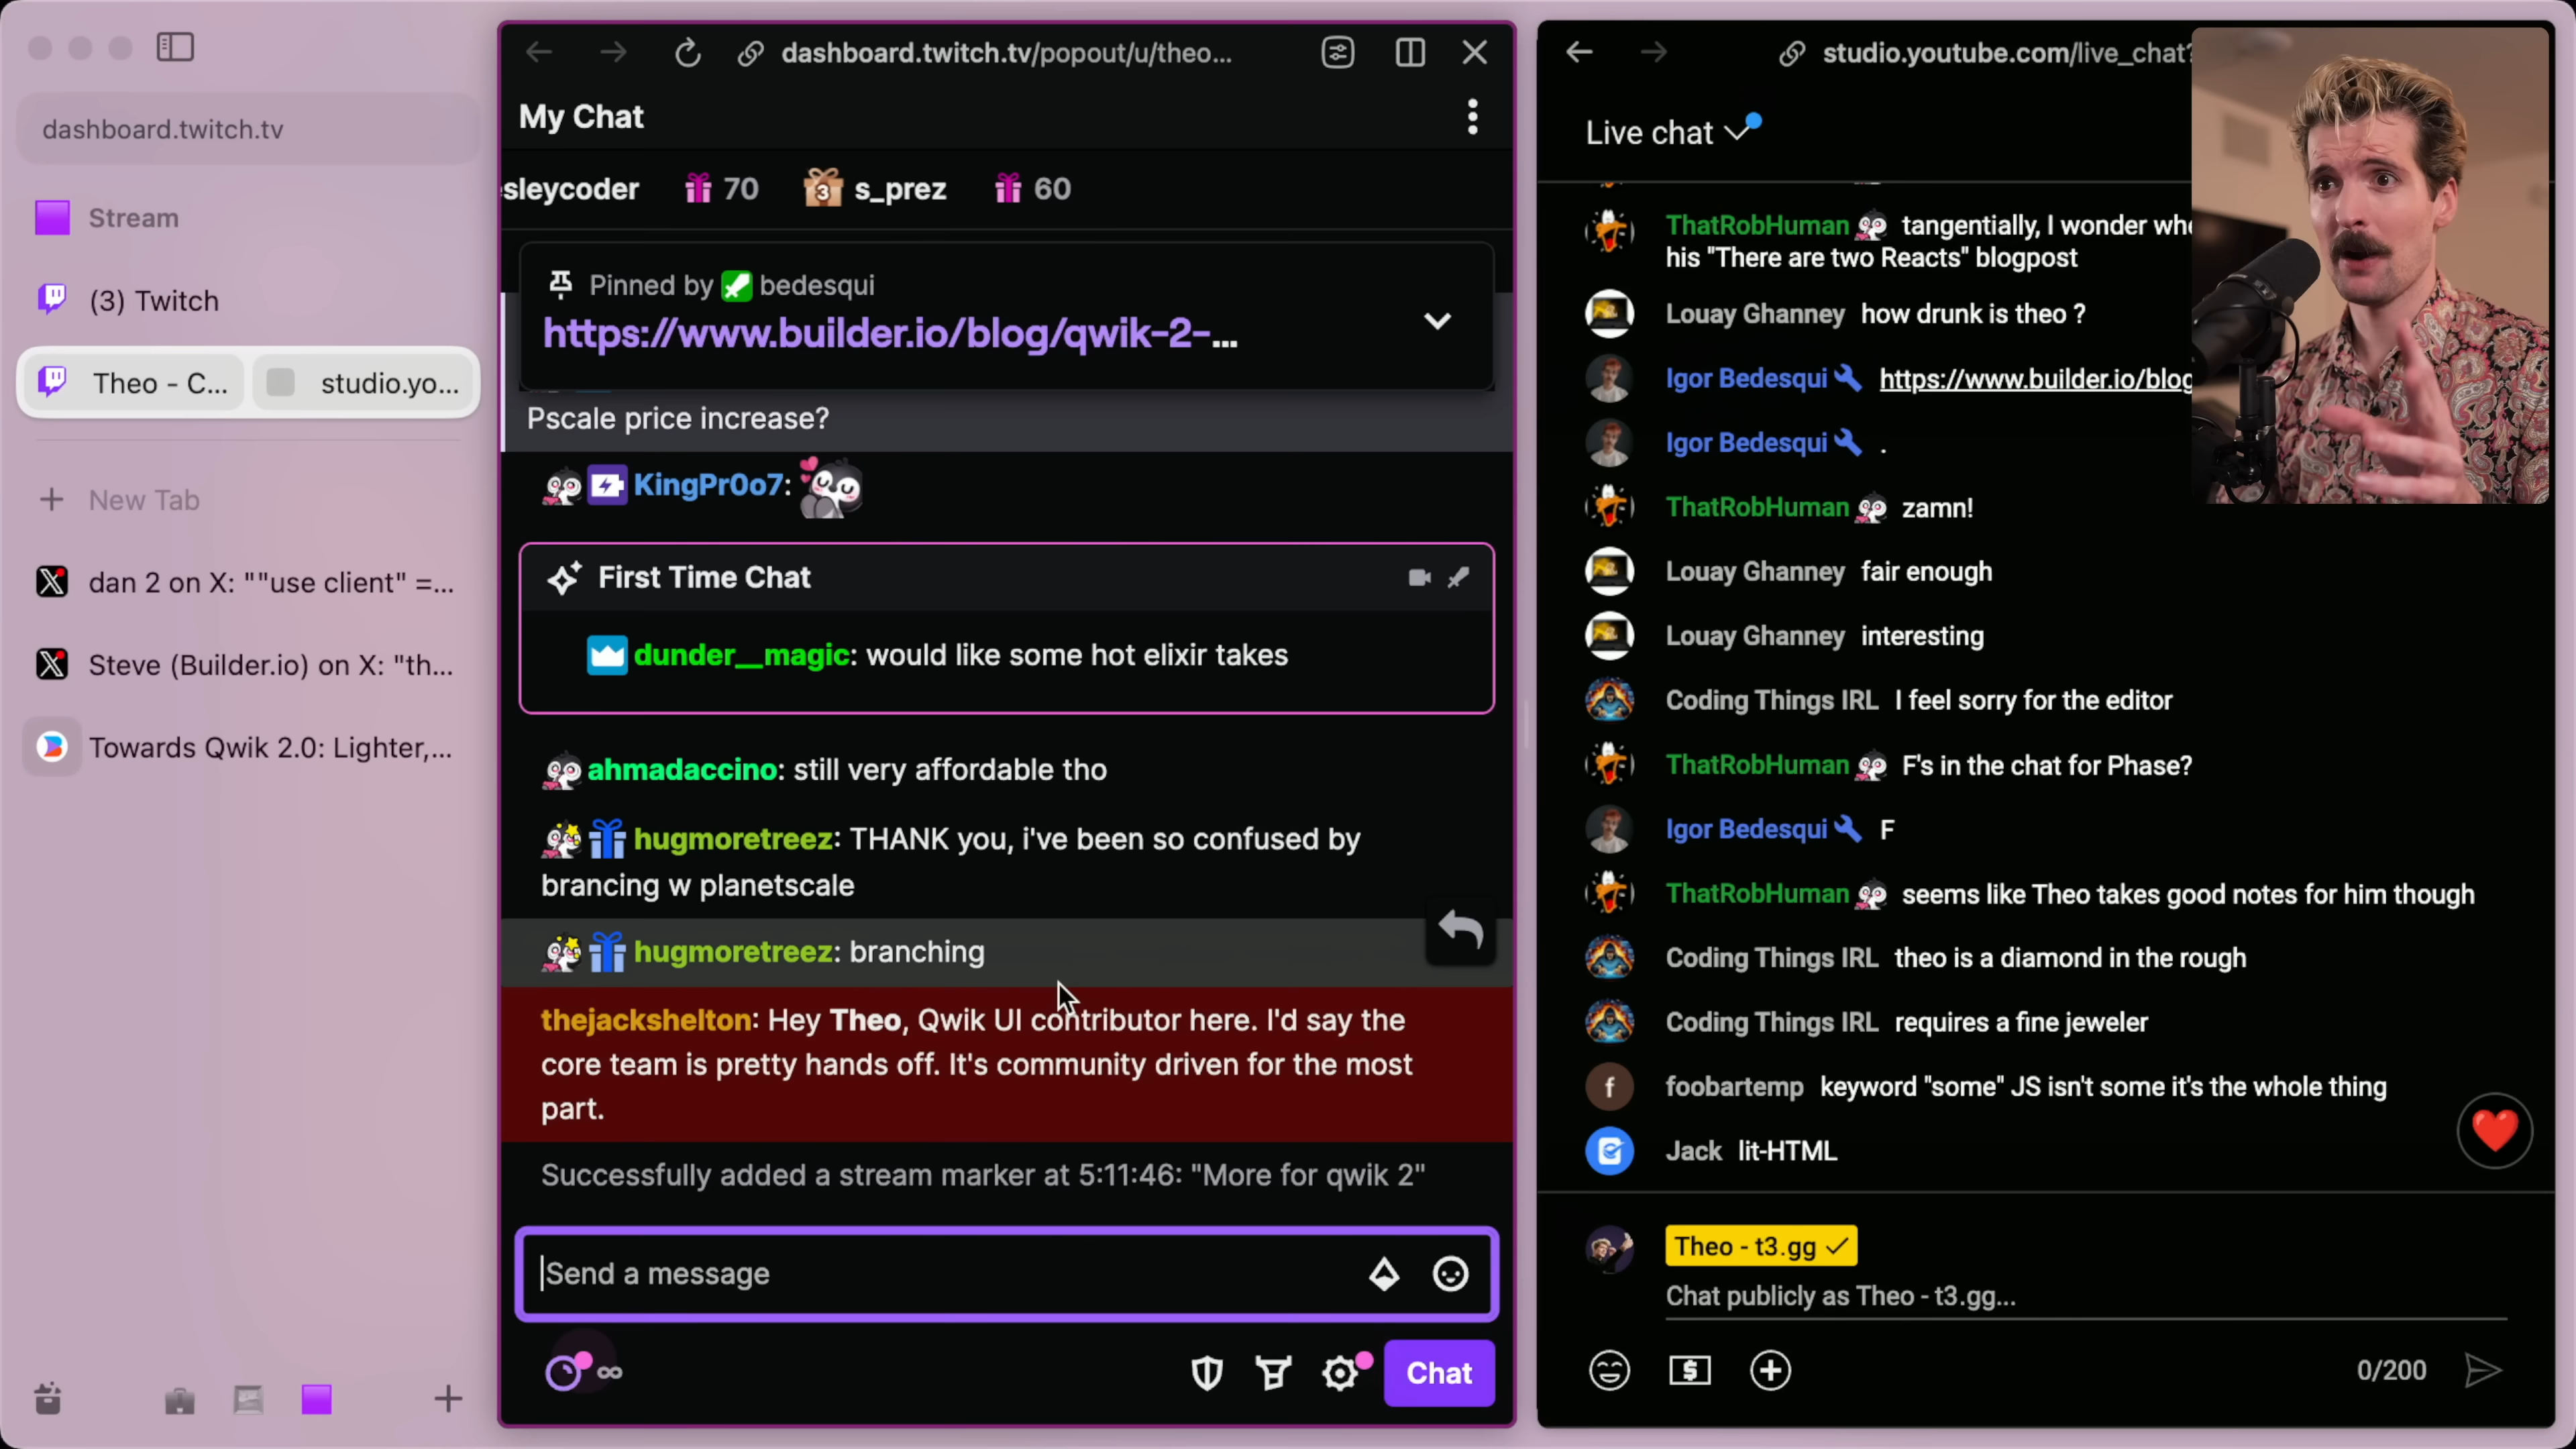 dashboard.twitch.tv
Stream
(3) Twitch
Theo - C...
studio.yo...
New Tab
dan 2 on X: ""use client" =...
Steve (Builder.io) on X: "th...
Towards Qwik 2.0: Lighter,...
dashboard.twitch.tv/popout/u/theo...
My Chat
sleycoder 70 3 s_prez 60
Pinned by bedesqui
https://www.builder.io/blog/qwik-2-...
Pscale price increase?
KingPr0o7:
First Time Chat
dunder__magic: would like some hot elixir takes
ahmadaccino: still very affordable tho
hugmoretreez: THANK you, i've been so confused by
brancing w planetscale
hugmoretreez: branching
thejackshelton: Hey Theo, Qwik UI contributor here. I'd say the
core team is pretty hands off. It's community driven for the most
part.
Successfully added a stream marker at 5:11:46: "More for qwik 2"
Send a message
Chat
studio.youtube.com/live_chat?
Live chat
ThatRobHuman tangentially, I wonder
his "There are two Reacts" blogpost
Louay Ghanney how drunk is theo ?
Igor Bedesqui https://www.builder.io/blog
Igor Bedesqui .
ThatRobHuman zamn!
Louay Ghanney fair enough
Louay Ghanney interesting
Coding Things IRL I feel sorry for the editor
ThatRobHuman F's in the chat for Phase?
Igor Bedesqui F
ThatRobHuman seems like Theo takes good notes for him though
Coding Things IRL theo is a diamond in the rough
Coding Things IRL requires a fine jeweler
f foobartemp keyword "some" JS isn't some it's the whole thing
Jack lit-HTML
Theo - t3.gg
Chat publicly as Theo - t3.gg...
0/200